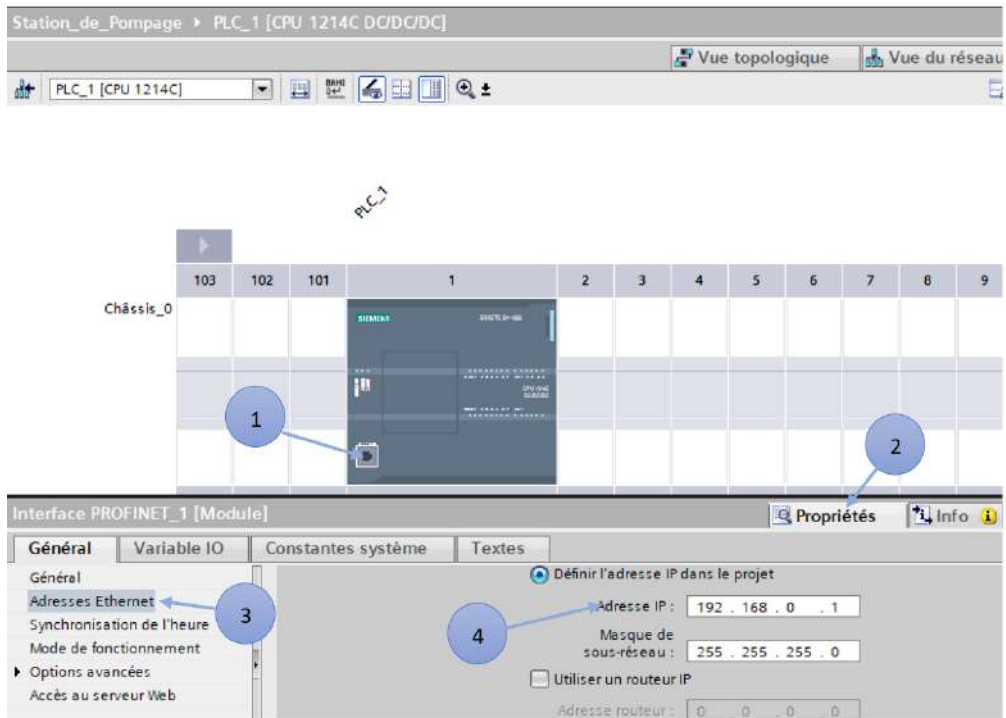 Station_de_Pompage ▸ PLC_1 [CPU 1214C DC/DC/DC]
Vue topologique Vue du réseau
PLC_1 [CPU 1214C]
PLC_1
103 102 101 1 2 3 4 5 6 7 8 9
Châssis_0
SIEMENS
1
2
Interface PROFINET_1 [Module]
Propriétés Info
Général Variable IO Constantes système Textes
Général
Adresses Ethernet
Synchronisation de l'heure
Mode de fonctionnement
Options avancées
Accès au serveur Web
3
Définir l'adresse IP dans le projet
4
Adresse IP : 192 . 168 . 0 . 1
Masque de
sous-réseau : 255 . 255 . 255 . 0
Utiliser un routeur IP
Adresse routeur : 0 . 0 . 0 . 0